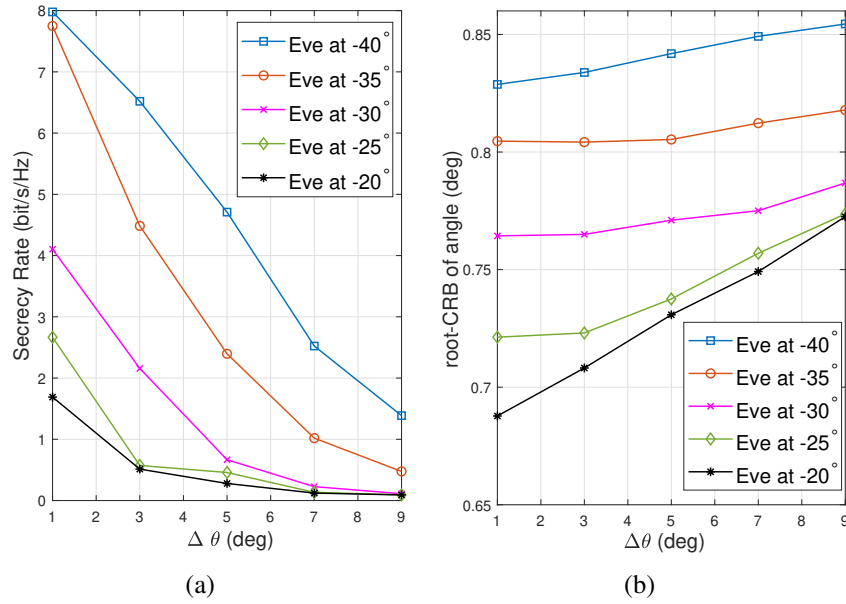 8
7
6
5
4
3
2
1
0
Secrecy Rate (bit/s/Hz)
Eve at -40°
Eve at -35°
Eve at -30°
Eve at -25°
Eve at -20°
1 2 3 4 5 6 7 8 9
Δ θ (deg)
(a)
0.85
0.8
0.75
0.7
0.65
root-CRB of angle (deg)
Eve at -40°
Eve at -35°
Eve at -30°
Eve at -25°
Eve at -20°
1 2 3 4 5 6 7 8 9
Δθ (deg)
(b)